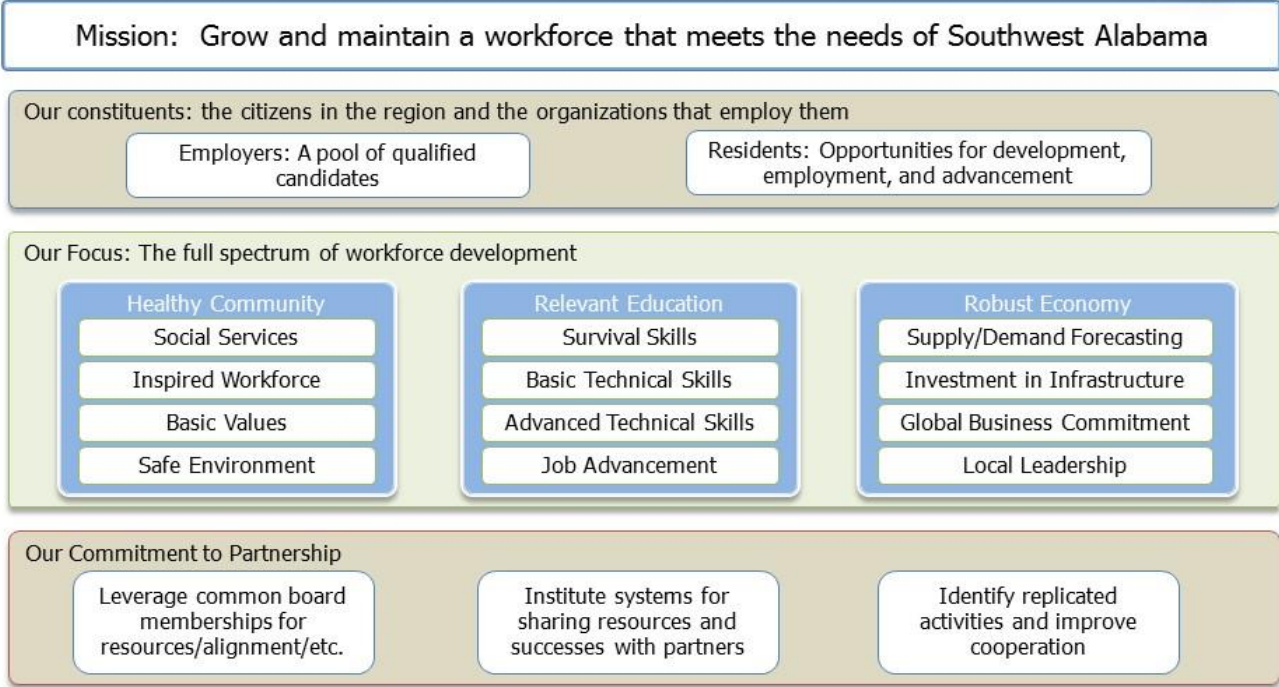 Mission: Grow and maintain a workforce that meets the needs of Southwest Alabama
Our constituents: the citizens in the region and the organizations that employ them
Employers: A pool of qualified
candidates
Residents: Opportunities for development,
employment, and advancement
Our Focus: The full spectrum of workforce development
Healthy Community
Social Services
Inspired Workforce
Basic Values
Safe Environment
Relevant Education
Survival Skills
Basic Technical Skills
Advanced Technical Skills
Job Advancement
Robust Economy
Supply/Demand Forecasting
Investment in Infrastructure
Global Business Commitment
Local Leadership
Our Commitment to Partnership
Leverage common board
memberships for
resources/alignment/etc.
Institute systems for
sharing resources and
successes with partners
Identify replicated
activities and improve
cooperation